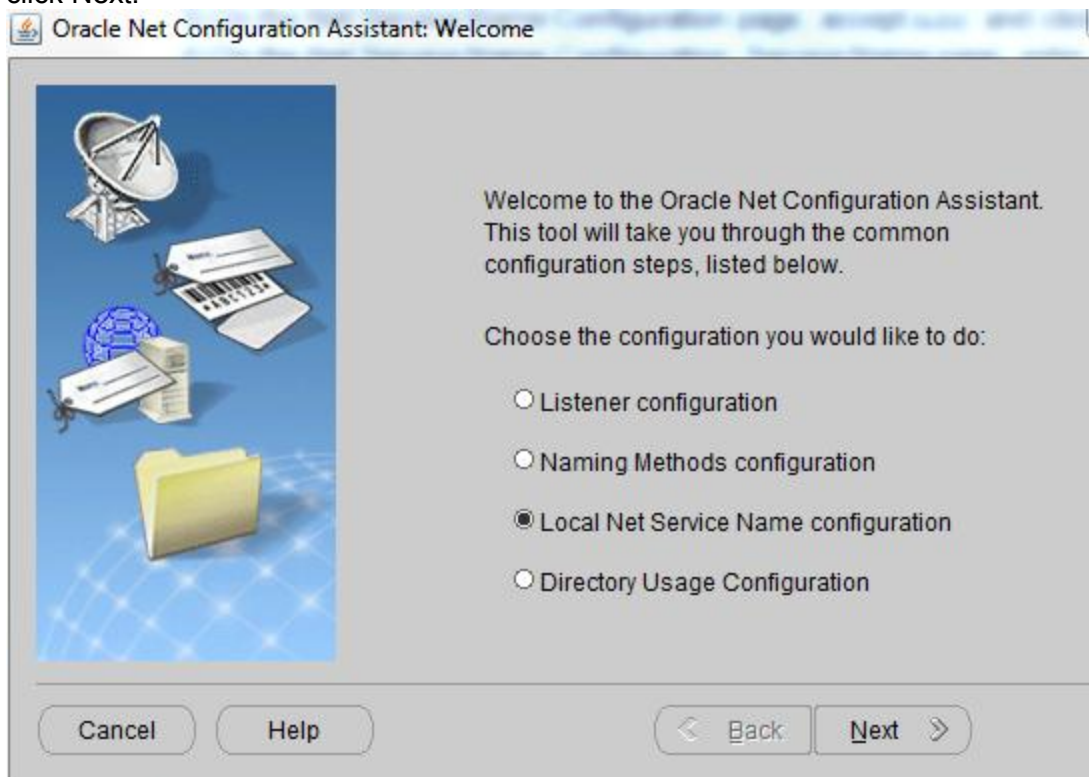 click Next.
Oracle Net Configuration Assistant: Welcome
Welcome to the Oracle Net Configuration Assistant.
This tool will take you through the common
configuration steps, listed below.
Choose the configuration you would like to do:
Listener configuration
Naming Methods configuration
Local Net Service Name configuration
Directory Usage Configuration
Cancel
Help
Back
Next